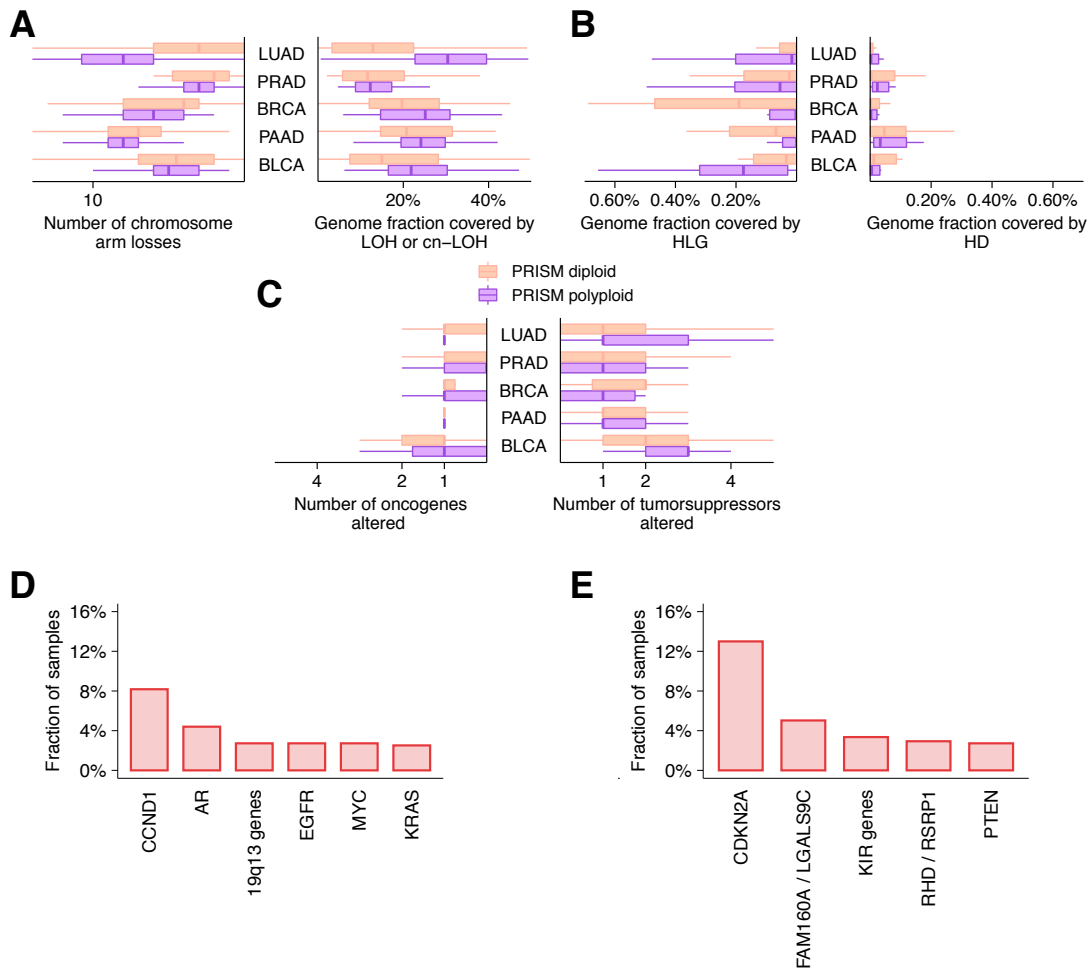 A
B
LUAD
PRAD
BRCA
PAAD
BLCA
10
20% 40%
Number of chromosome
arm losses
Genome fraction covered by
LOH or cn−LOH
LUAD
PRAD
BRCA
PAAD
BLCA
0.60% 0.40% 0.20%
0.20% 0.40% 0.60%
Genome fraction covered by
HLG
Genome fraction covered by
HD
PRISM diploid
PRISM polyploid
C
LUAD
PRAD
BRCA
PAAD
BLCA
4 2 1
1 2 4
Number of oncogenes
altered
Number of tumorsuppressors
altered
D
Fraction of samples
16%
12%
8%
4%
0%
CCND1
AR
19q13 genes
EGFR
MYC
KRAS
E
Fraction of samples
16%
12%
8%
4%
0%
CDKN2A
FAM160A / LGALS9C
KIR genes
RHD / RSRP1
PTEN